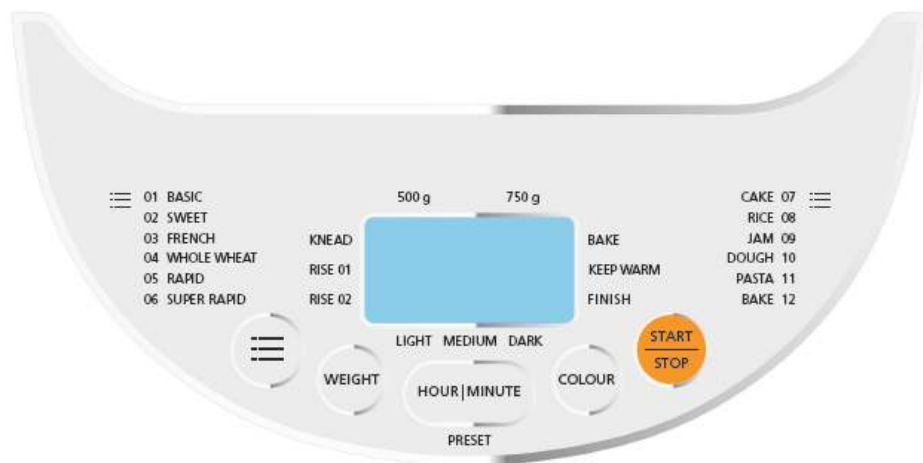 500 g 750 g
01 BASIC
02 SWEET
03 FRENCH
04 WHOLE WHEAT
05 RAPID
06 SUPER RAPID
KNEAD
RISE 01
RISE 02
BAKE
KEEP WARM
FINISH
CAKE 07
RICE 08
JAM 09
DOUGH 10
PASTA 11
BAKE 12
LIGHT MEDIUM DARK
WEIGHT
HOUR|MINUTE
COLOUR
START
STOP
PRESET